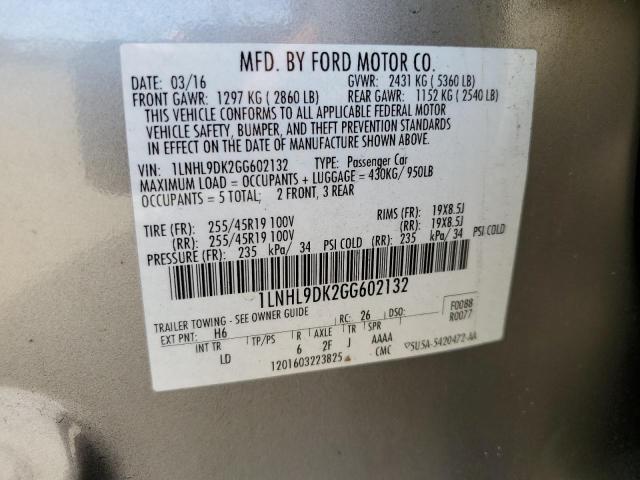 MFD. BY FORD MOTOR CO.
DATE: 03/16 GVWR: 2431 KG ( 5360 LB)
FRONT GAWR: 1297 KG ( 2860 LB) REAR GAWR: 1152 KG ( 2540 LB)
THIS VEHICLE CONFORMS TO ALL APPLICABLE FEDERAL MOTOR
VEHICLE SAFETY, BUMPER, AND THEFT PREVENTION STANDARDS
IN EFFECT ON THE DATE OF MANUFACTURE SHOWN ABOVE.
VIN: 1LNHL9DK2GG602132 TYPE: Passenger Car
MAXIMUM LOAD = OCCUPANTS + LUGGAGE = 430KG/ 950LB
OCCUPANTS = 5 TOTAL; 2 FRONT, 3 REAR
TIRE (FR): 255/45R19 100V RIMS (FR): 19X8.5J
(RR): 255/45R19 100V (RR): 19X8.5J
PRESSURE (FR): 235 kPa/ 34 PSI COLD (RR): 235 kPa/ 34 PSI COLD
1LNHL9DK2GG602132
TRAILER TOWING - SEE OWNER GUIDE
EXT PNT: H6 RC: 26 DSO: F0088
R0077
INT TR TP/PS R AXLE TR SPR
LD 6 2F J AAAA
CMC
1201603223825 5U5A-5420472-AA